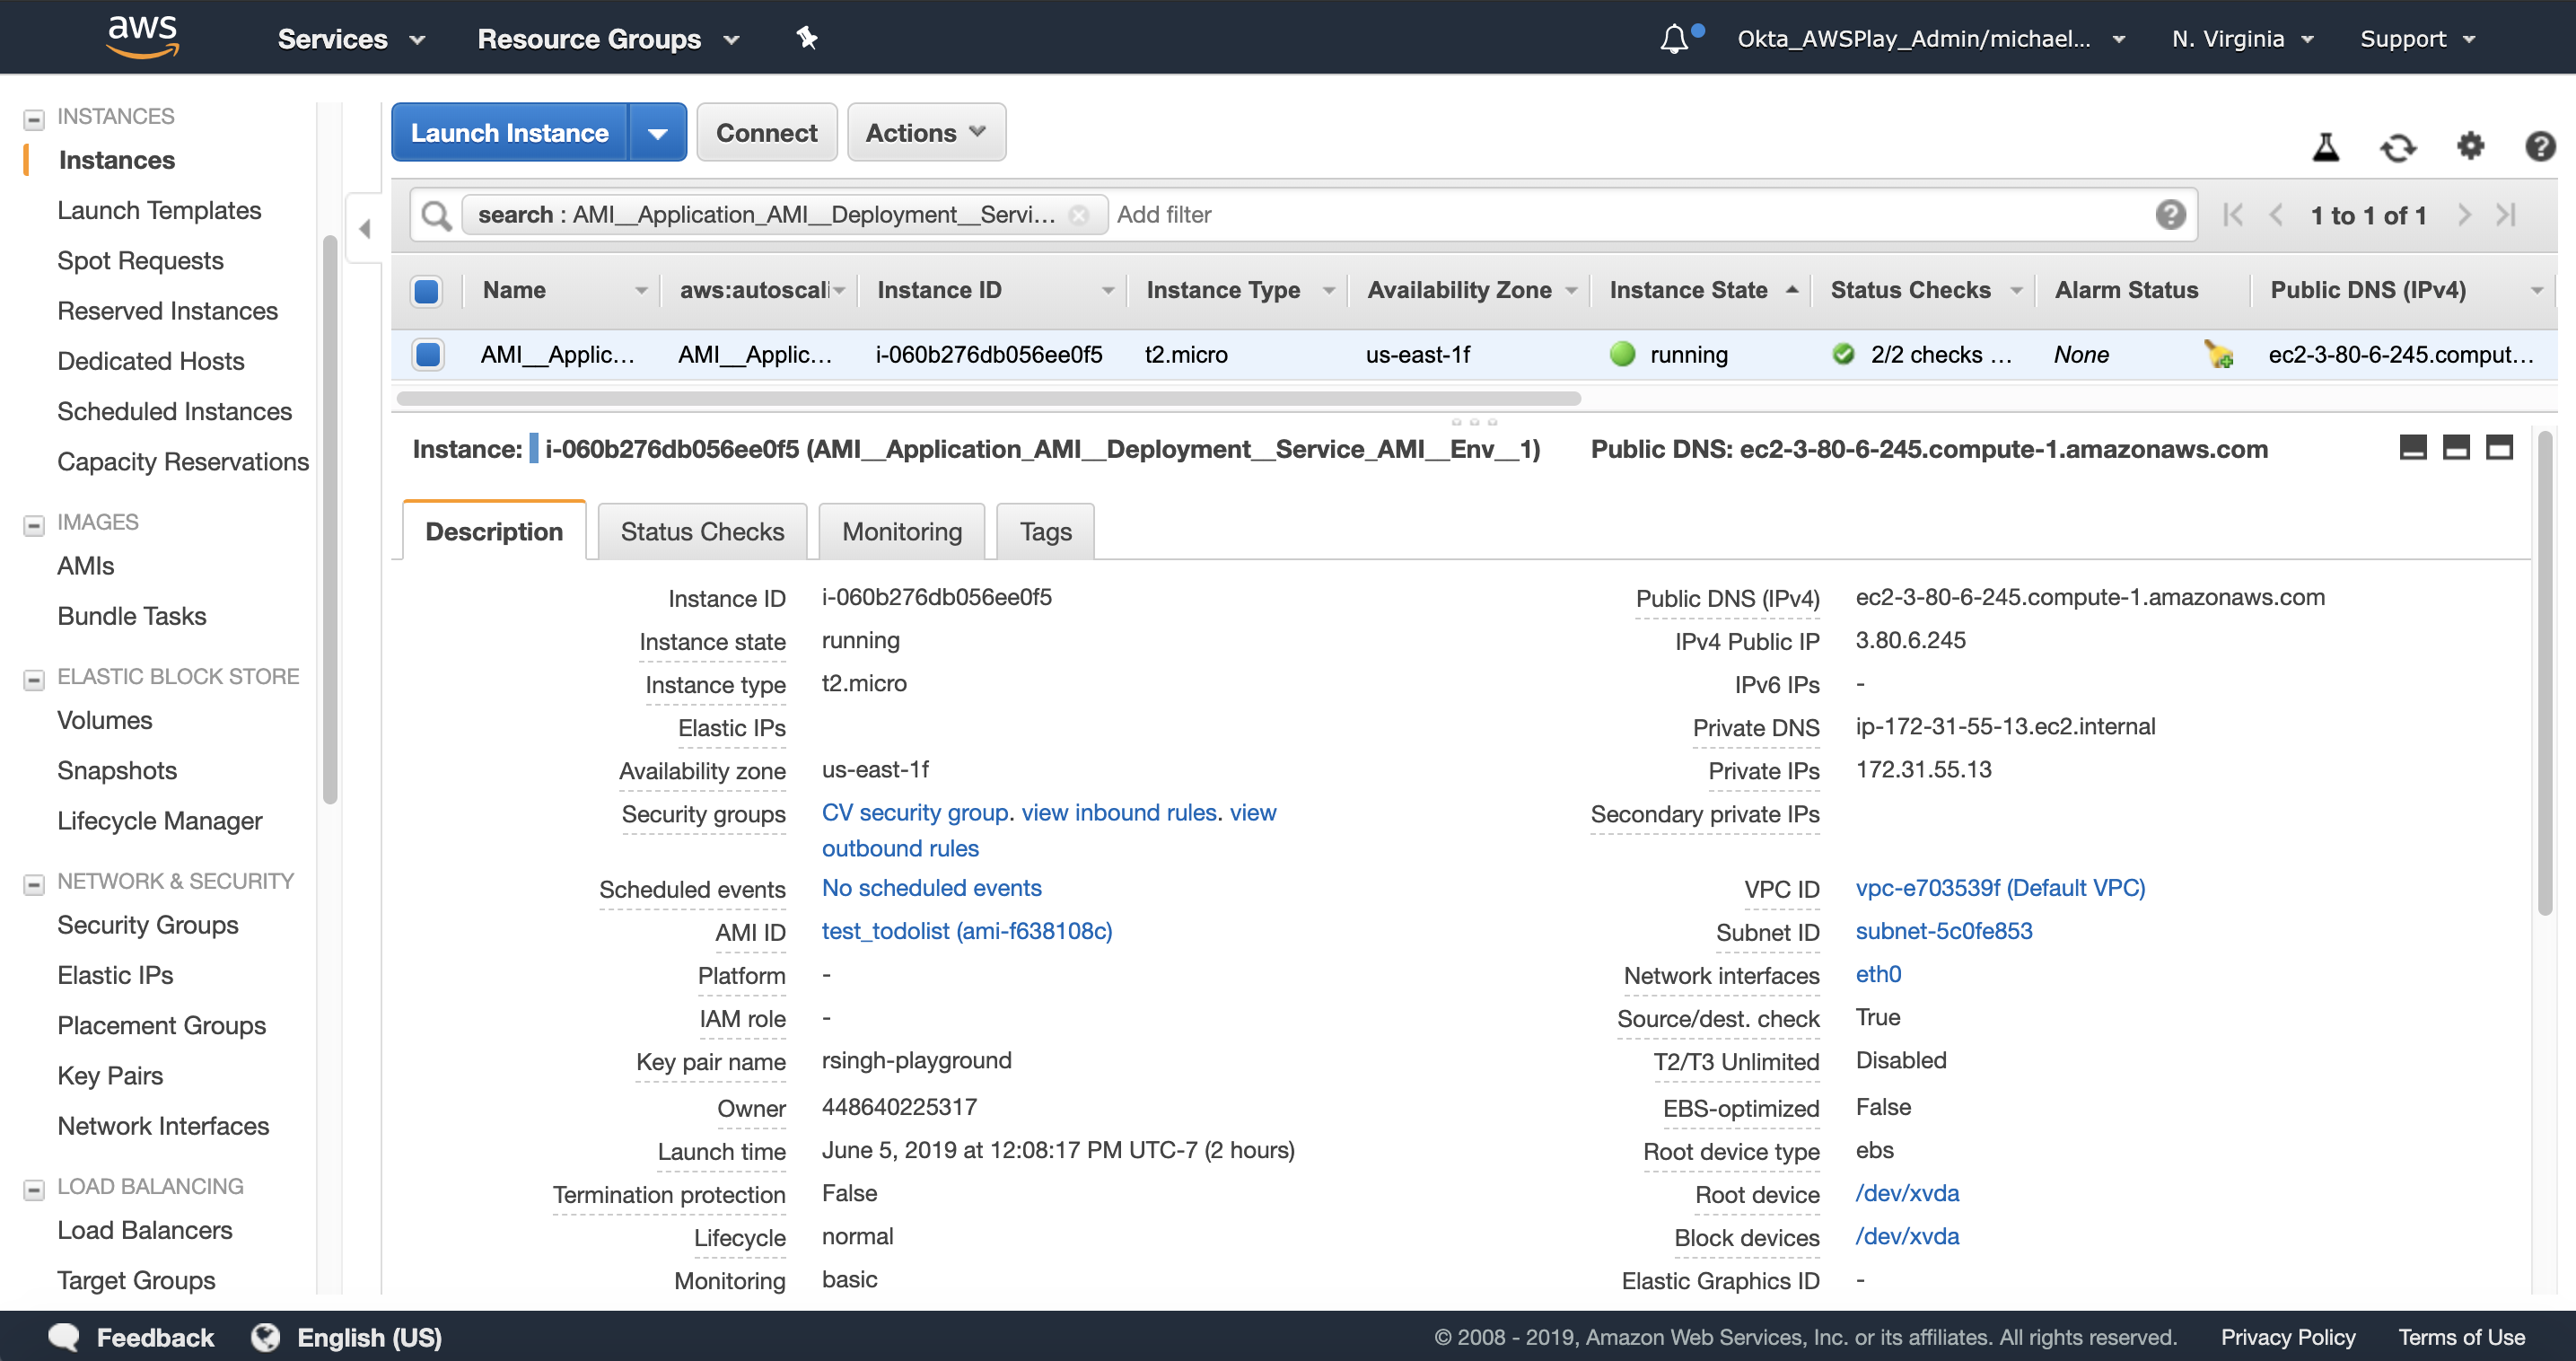 aws Services Resource Groups Okta_AWSPlay_Admin/michael... N. Virginia Support
INSTANCES
Instances
Launch Templates
Spot Requests
Reserved Instances
Dedicated Hosts
Scheduled Instances
Capacity Reservations
IMAGES
AMIs
Bundle Tasks
ELASTIC BLOCK STORE
Volumes
Snapshots
Lifecycle Manager
NETWORK & SECURITY
Security Groups
Elastic IPs
Placement Groups
Key Pairs
Network Interfaces
LOAD BALANCING
Load Balancers
Target Groups
Launch Instance Connect Actions
search : AMI__Application_AMI__Deployment__Servi... Add filter 1 to 1 of 1
Name aws:autoscali Instance ID Instance Type Availability Zone Instance State Status Checks Alarm Status Public DNS (IPv4)
AMI__Applic... AMI__Applic... i-060b276db056ee0f5 t2.micro us-east-1f running 2/2 checks ... None ec2-3-80-6-245.comput...
Instance: i-060b276db056ee0f5 (AMI__Application_AMI__Deployment__Service_AMI__Env__1) Public DNS: ec2-3-80-6-245.compute-1.amazonaws.com
Description Status Checks Monitoring Tags
Instance ID i-060b276db056ee0f5
Instance state running
Instance type t2.micro
Elastic IPs
Availability zone us-east-1f
Security groups CV security group. view inbound rules. view
outbound rules
Scheduled events No scheduled events
AMI ID test_todolist (ami-f638108c)
Platform -
IAM role -
Key pair name rsingh-playground
Owner 448640225317
Launch time June 5, 2019 at 12:08:17 PM UTC-7 (2 hours)
Termination protection False
Lifecycle normal
Monitoring basic
Public DNS (IPv4) ec2-3-80-6-245.compute-1.amazonaws.com
IPv4 Public IP 3.80.6.245
IPv6 IPs -
Private DNS ip-172-31-55-13.ec2.internal
Private IPs 172.31.55.13
Secondary private IPs
VPC ID vpc-e703539f (Default VPC)
Subnet ID subnet-5c0fe853
Network interfaces eth0
Source/dest. check True
T2/T3 Unlimited Disabled
EBS-optimized False
Root device type ebs
Root device /dev/xvda
Block devices /dev/xvda
Elastic Graphics ID -
Feedback English (US) © 2008 - 2019, Amazon Web Services, Inc. or its affiliates. All rights reserved. Privacy Policy Terms of Use